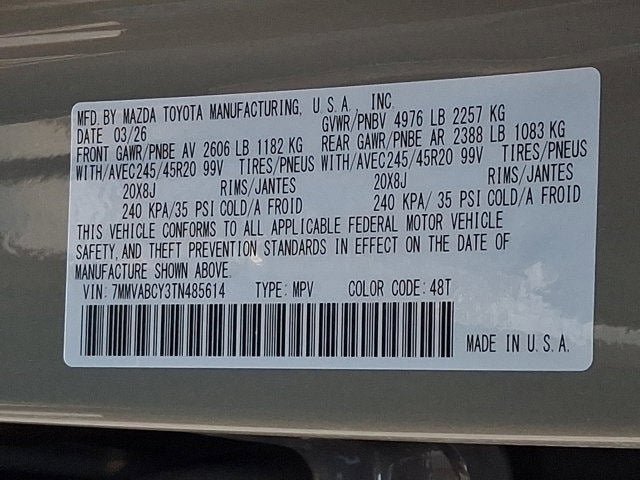 MFD. BY MAZDA TOYOTA MANUFACTURING, U.S.A., INC.
DATE 03/26 GVWR/PNBV 4976 LB 2257 KG
FRONT GAWR/PNBE AV 2606 LB 1182 KG REAR GAWR/PNBE AR 2388 LB 1083 KG
WITH/AVEC 245/45R20 99V TIRES/PNEUS WITH/AVEC 245/45R20 99V TIRES/PNEUS
20X8J RIMS/JANTES 20X8J RIMS/JANTES
240 KPA/35 PSI COLD/A FROID 240 KPA/ 35 PSI COLD/A FROID
THIS VEHICLE CONFORMS TO ALL APPLICABLE FEDERAL MOTOR VEHICLE
SAFETY, AND THEFT PREVENTION STANDARDS IN EFFECT ON THE DATE OF
MANUFACTURE SHOWN ABOVE.
VIN: 7MMVABCY3TN485614 TYPE: MPV COLOR CODE: 48T
MADE IN U.S.A.